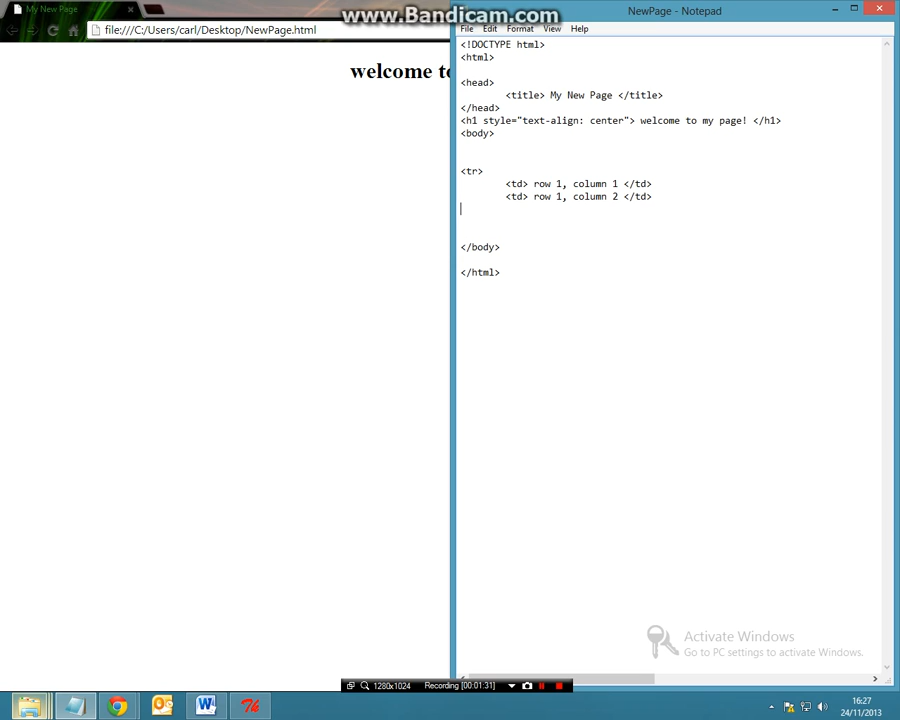 www.Bandicam.com
My New Page
file:///C:/Users/carl/Desktop/NewPage.html
welcome to
NewPage - Notepad
File Edit Format View Help
<!DOCTYPE html>
<html>
<head>
<title> My New Page </title>
</head>
<h1 style="text-align: center"> welcome to my page! </h1>
<body>
<tr>
<td> row 1, column 1 </td>
<td> row 1, column 2 </td>
</body>
</html>
Activate Windows
Go to PC settings to activate Windows.
1280x1024 Recording [00:01:31]
16:27
24/11/2013